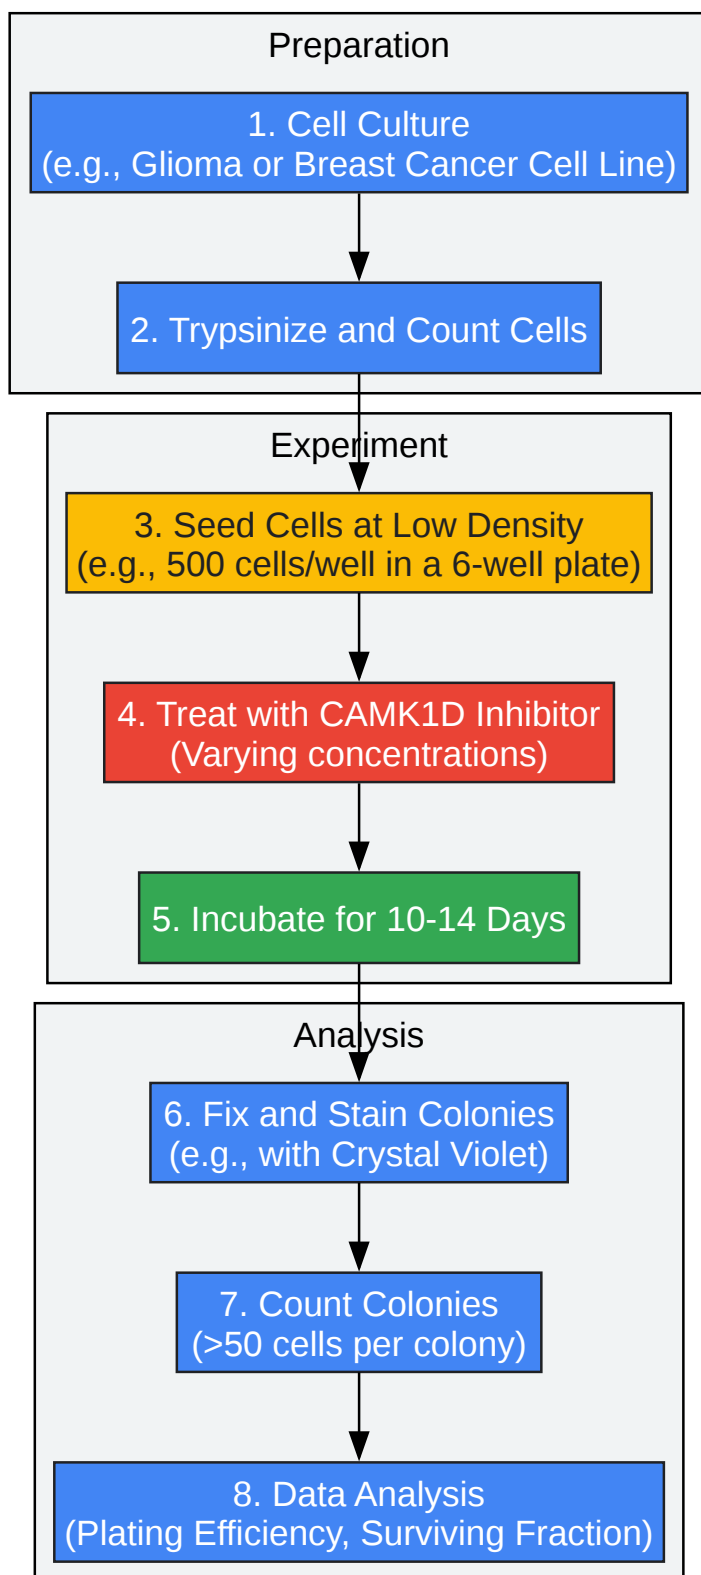 Preparation
1. Cell Culture
(e.g., Glioma or Breast Cancer Cell Line)
2. Trypsinize and Count Cells
Experiment
3. Seed Cells at Low Density
(e.g., 500 cells/well in a 6-well plate)
4. Treat with CAMK1D Inhibitor
(Varying concentrations)
5. Incubate for 10-14 Days
Analysis
6. Fix and Stain Colonies
(e.g., with Crystal Violet)
7. Count Colonies
(>50 cells per colony)
8. Data Analysis
(Plating Efficiency, Surviving Fraction)